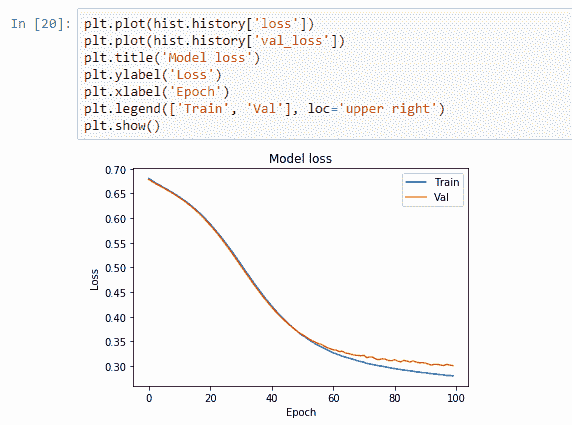 In [20]: plt.plot(hist.history['loss'])
plt.plot(hist.history['val_loss'])
plt.title('Model loss')
plt.ylabel('Loss')
plt.xlabel('Epoch')
plt.legend(['Train', 'Val'], loc='upper right')
plt.show()
Model loss
Train
Val
0.70
0.65
0.60
0.55
0.50
0.45
0.40
0.35
0.30
Loss
0 20 40 60 80 100
Epoch